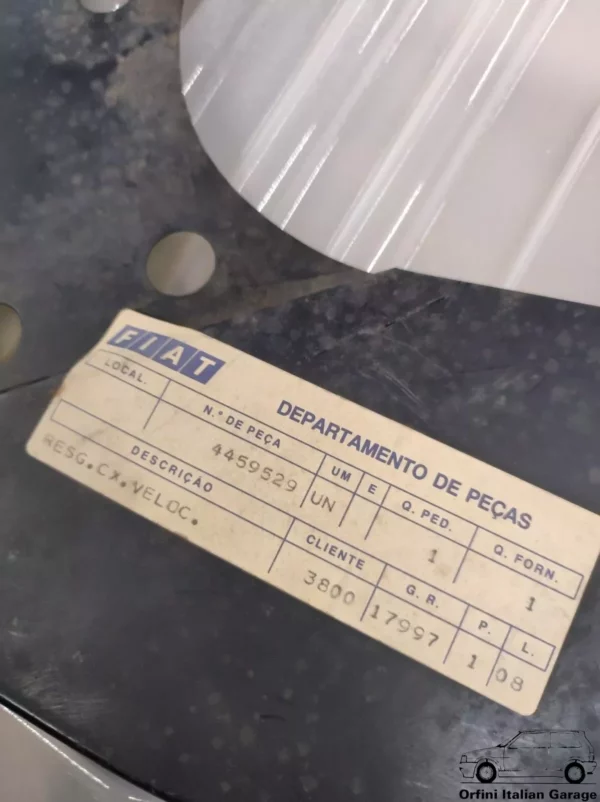 FIAT
DEPARTAMENTO DE PEÇAS
LOCAL. N.º DE PEÇA UM E Q. PED. Q. FORN.
4459529 UN 1 1
DESCRIÇÃO CLIENTE G. R. P. L.
RESG.CX.VELOC. 3800 17997 1 08
Orfini Italian Garage